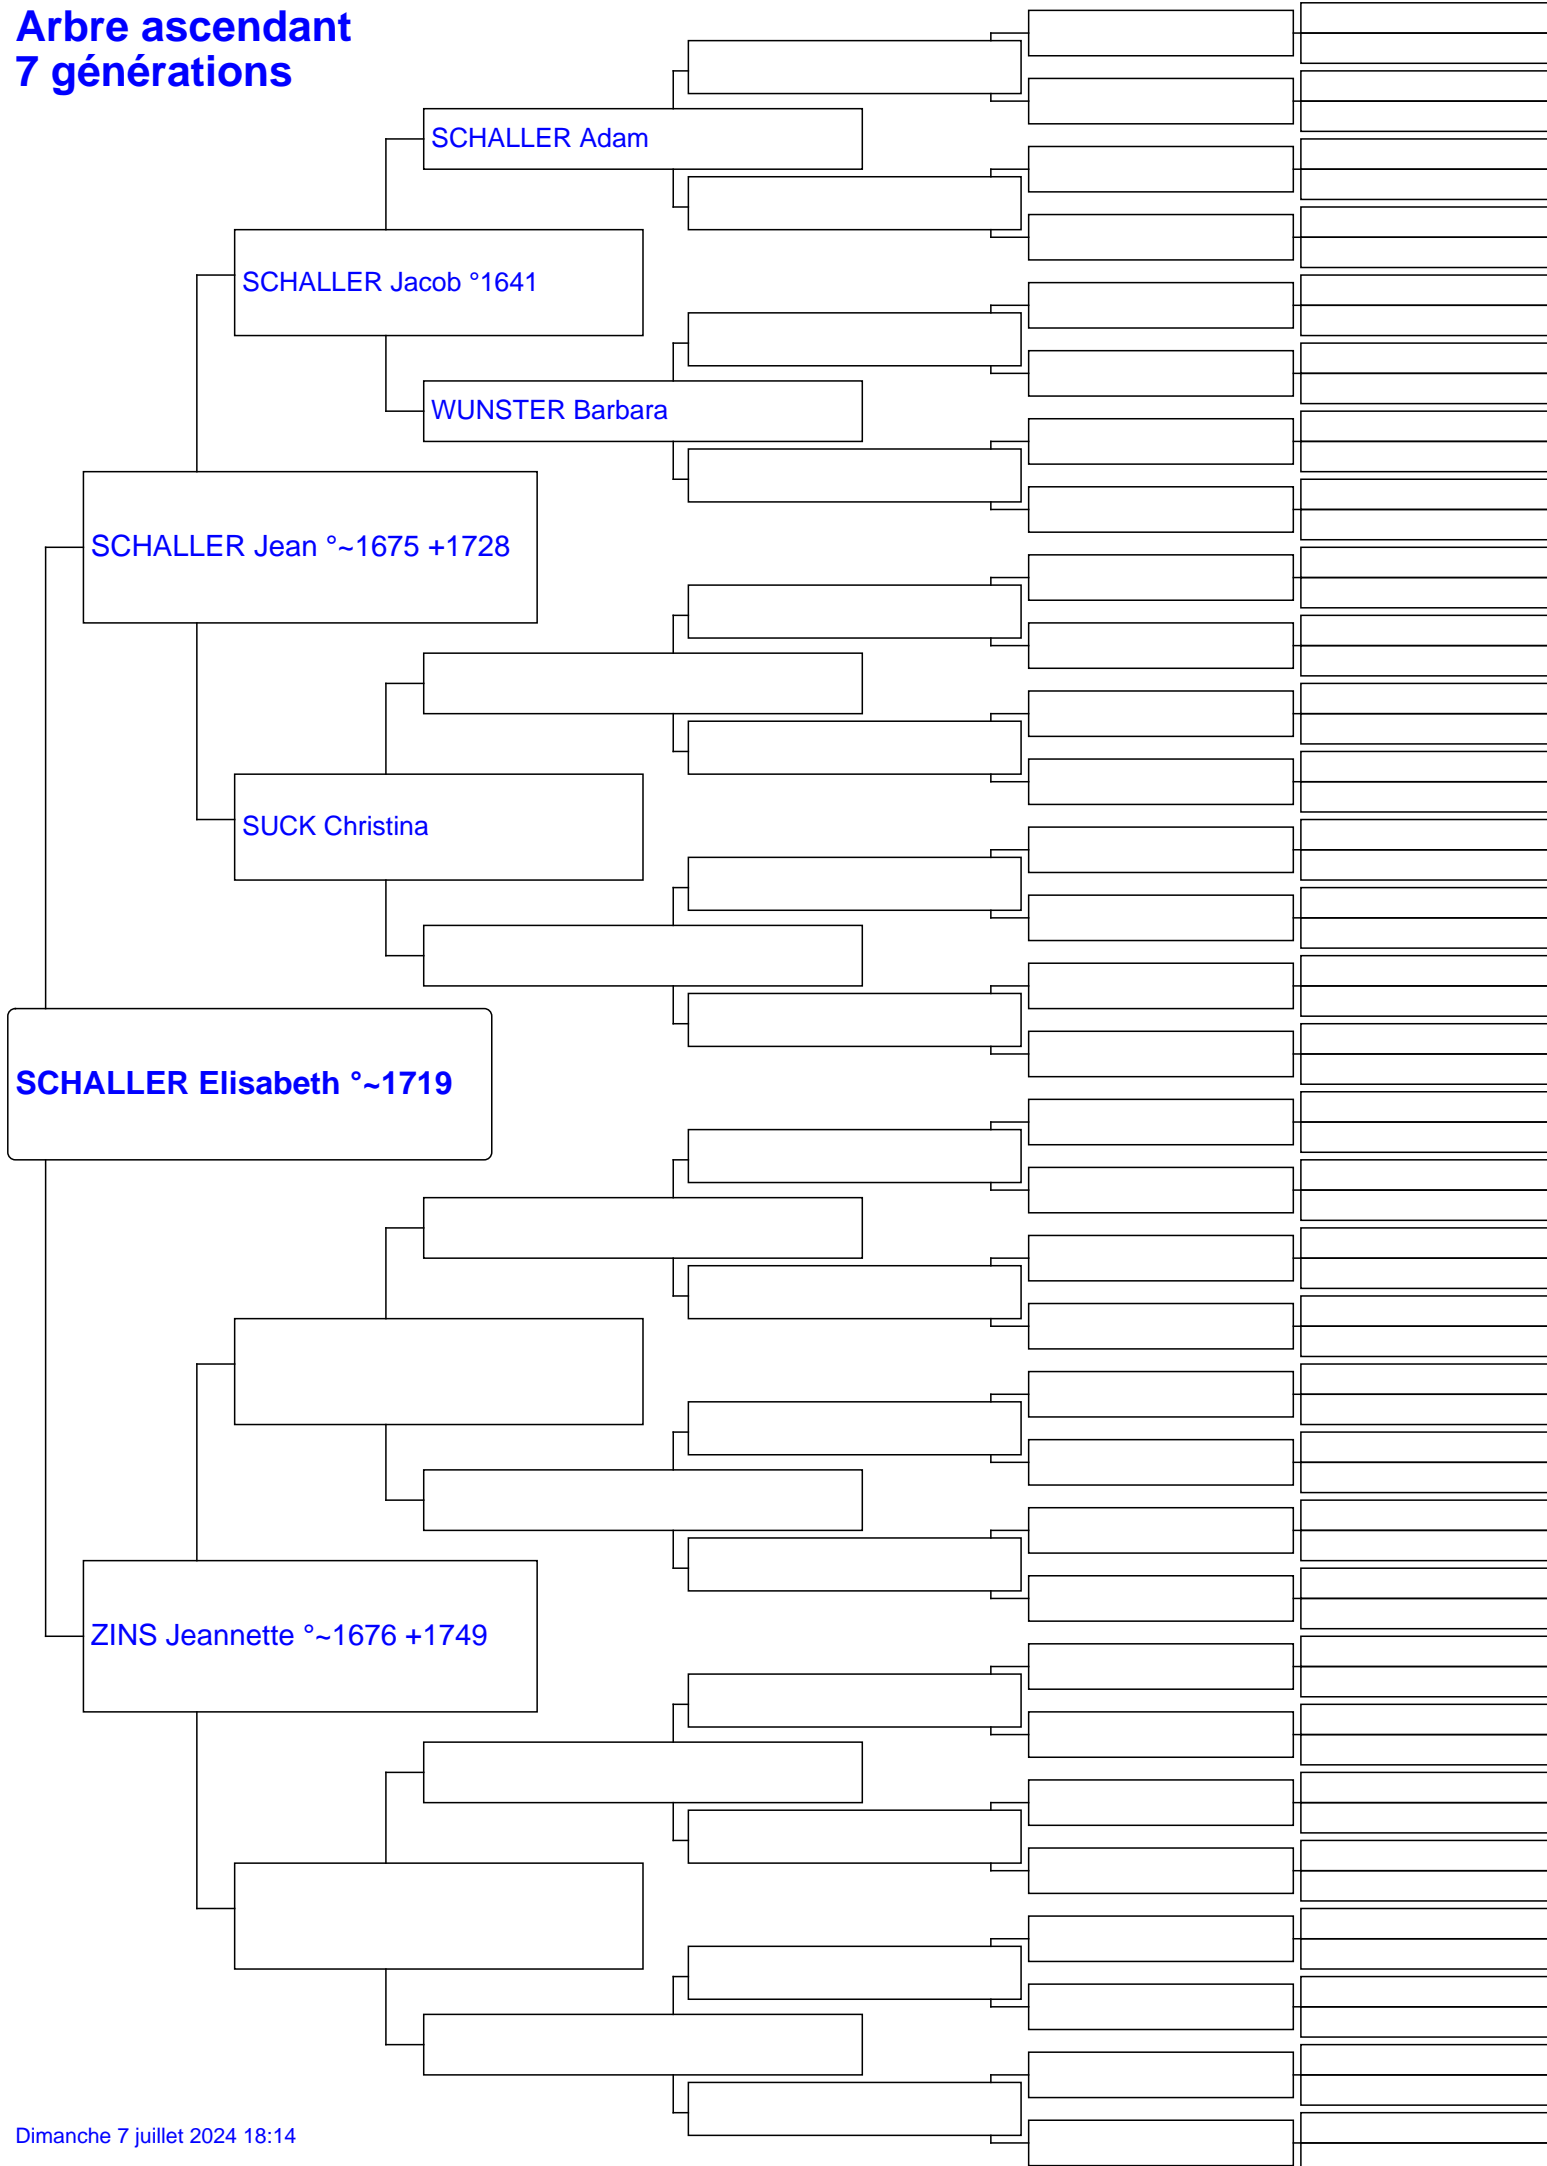 Arbre ascendant
7 générations
SCHALLER Adam
SCHALLER Jacob °1641
WUNSTER Barbara
SCHALLER Jean °~1675 +1728
SUCK Christina
SCHALLER Elisabeth °~1719
ZINS Jeannette °~1676 +1749
Dimanche 7 juillet 2024 18:14